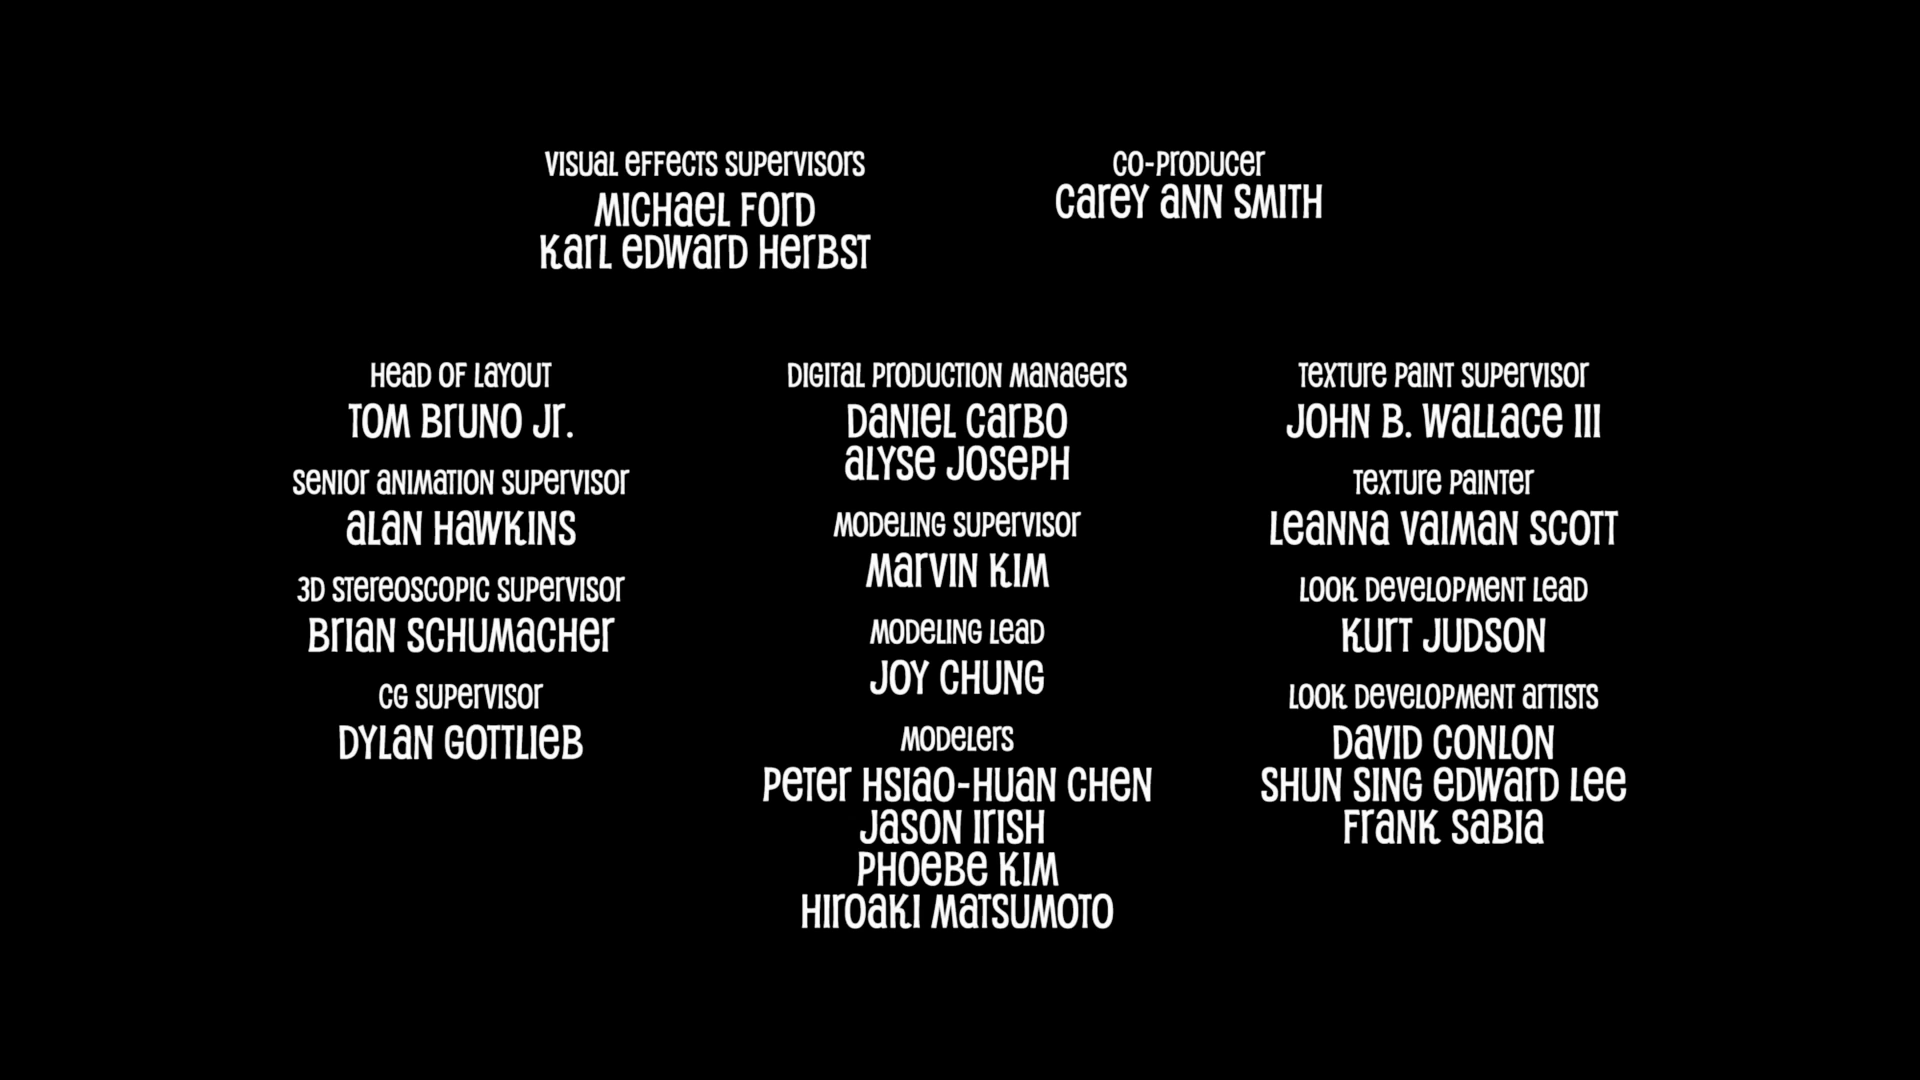 VISUAL EFFECTS SUPERVISORS
MICHAEL FORD
KARL EDWARD HERBST
CO-PRODUCER
CAREY ANN SMITH
HEAD OF LAYOUT
TOM BRUNO JR.
SENIOR ANIMATION SUPERVISOR
ALAN HAWKINS
3D STEREOSCOPIC SUPERVISOR
BRIAN SCHUMACHER
CG SUPERVISOR
DYLAN GOTTLIEB
DIGITAL PRODUCTION MANAGERS
DANIEL CARBO
ALYSE JOSEPH
MODELING SUPERVISOR
MARVIN KIM
MODELING LEAD
JOY CHUNG
MODELERS
PETER HSIAO-HUAN CHEN
JASON IRISH
PHOEBE KIM
HIROAKI MATSUMOTO
TEXTURE PAINT SUPERVISOR
JOHN B. WALLACE III
TEXTURE PAINTER
LEANNA VAIMAN SCOTT
LOOK DEVELOPMENT LEAD
KURT JUDSON
LOOK DEVELOPMENT ARTISTS
DAVID CONLON
SHUN SING EDWARD LEE
FRANK SABIA